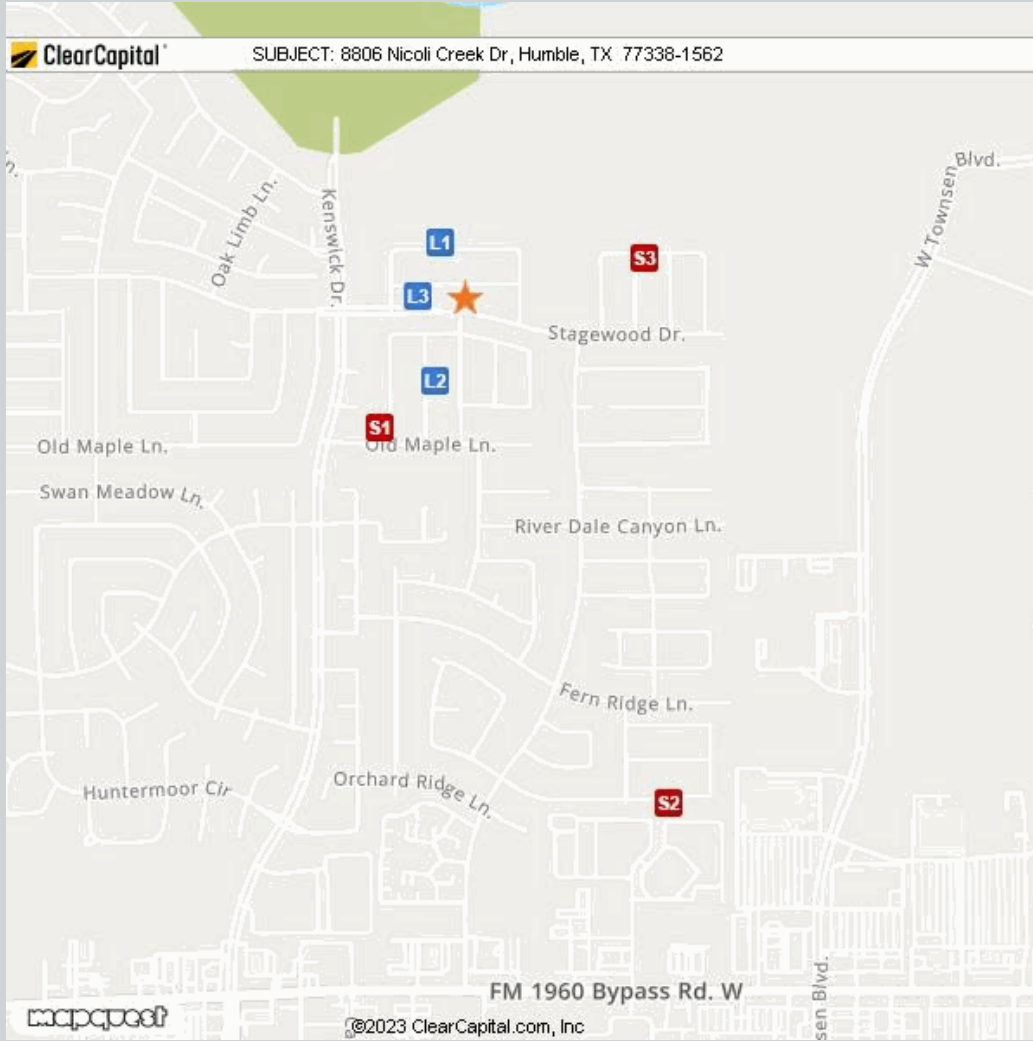 ClearCapital
SUBJECT: 8806 Nicoli Creek Dr, Humble, TX 77338-1562
Blvd.
W Townsen
Oak Limb Ln.
Kenswick Dr.
L1
S3
L3
Stagewood Dr.
L2
S1
Old Maple Ln.
Old Maple Ln.
Swan Meadow Ln.
River Dale Canyon Ln.
Fern Ridge Ln.
Huntermoor Cir
Orchard Ridge Ln.
S2
FM 1960 Bypass Rd. W
sen Blvd.
mapquest
©2023 ClearCapital.com, Inc